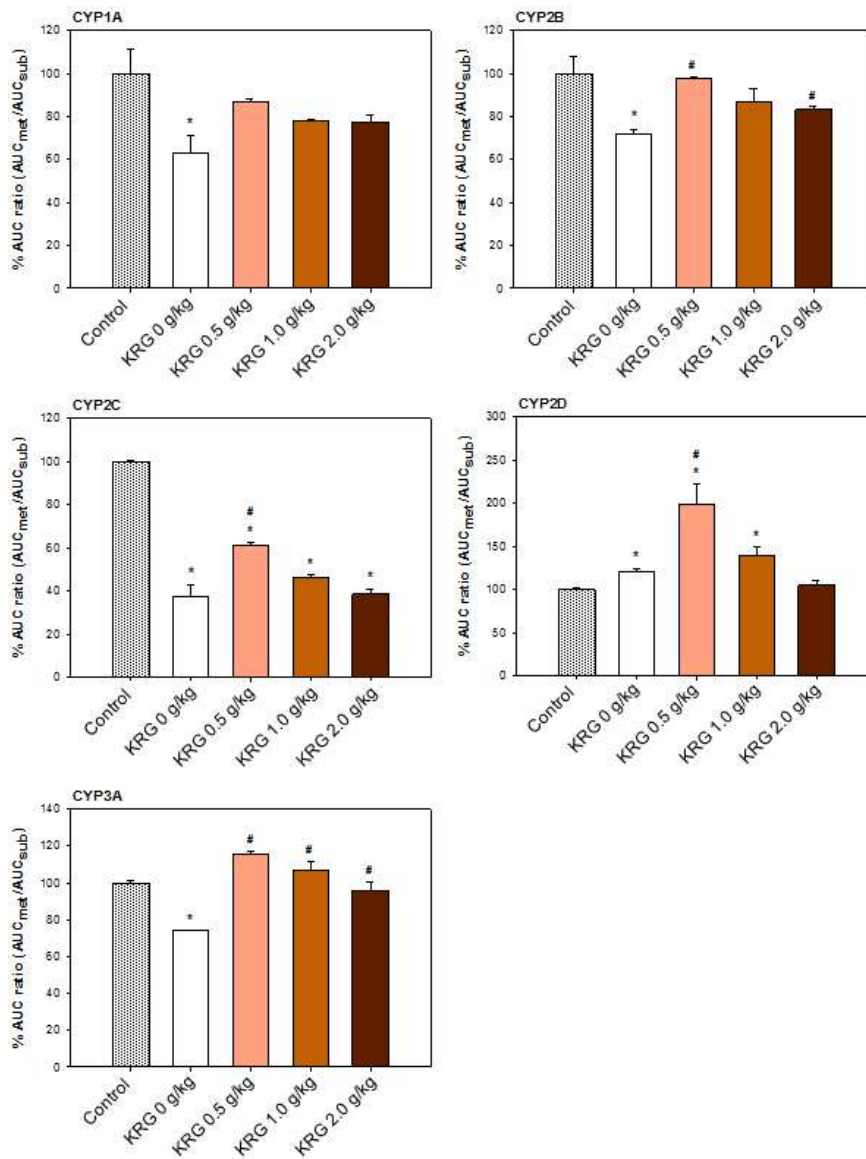 CYP1A
% AUC ratio (AUCmet/AUCsub)
120
100
80
60
40
20
0
*
Control
KRG 0 g/kg
KRG 0.5 g/kg
KRG 1.0 g/kg
KRG 2.0 g/kg
CYP2B
% AUC ratio (AUCmet/AUCsub)
120
100
80
60
40
20
0
*
#
#
Control
KRG 0 g/kg
KRG 0.5 g/kg
KRG 1.0 g/kg
KRG 2.0 g/kg
CYP2C
% AUC ratio (AUCmet/AUCsub)
120
100
80
60
40
20
0
*
#
*
*
*
Control
KRG 0 g/kg
KRG 0.5 g/kg
KRG 1.0 g/kg
KRG 2.0 g/kg
CYP2D
% AUC ratio (AUCmet/AUCsub)
300
250
200
150
100
50
0
*
#
*
*
Control
KRG 0 g/kg
KRG 0.5 g/kg
KRG 1.0 g/kg
KRG 2.0 g/kg
CYP3A
% AUC ratio (AUCmet/AUCsub)
140
120
100
80
60
40
20
0
*
#
#
#
Control
KRG 0 g/kg
KRG 0.5 g/kg
KRG 1.0 g/kg
KRG 2.0 g/kg